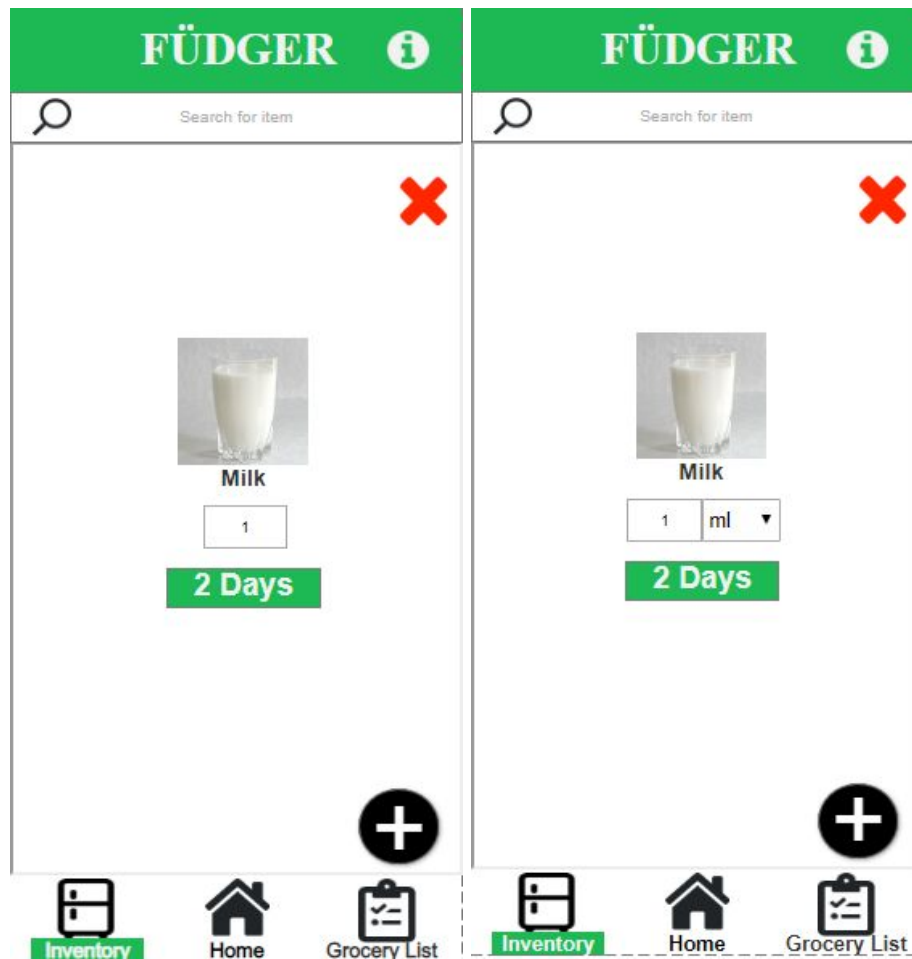 FÜDGER
Search for item
Milk
1
2 Days
Inventory
Home
Grocery List
FÜDGER
Search for item
Milk
1 ml
2 Days
Inventory
Home
Grocery List